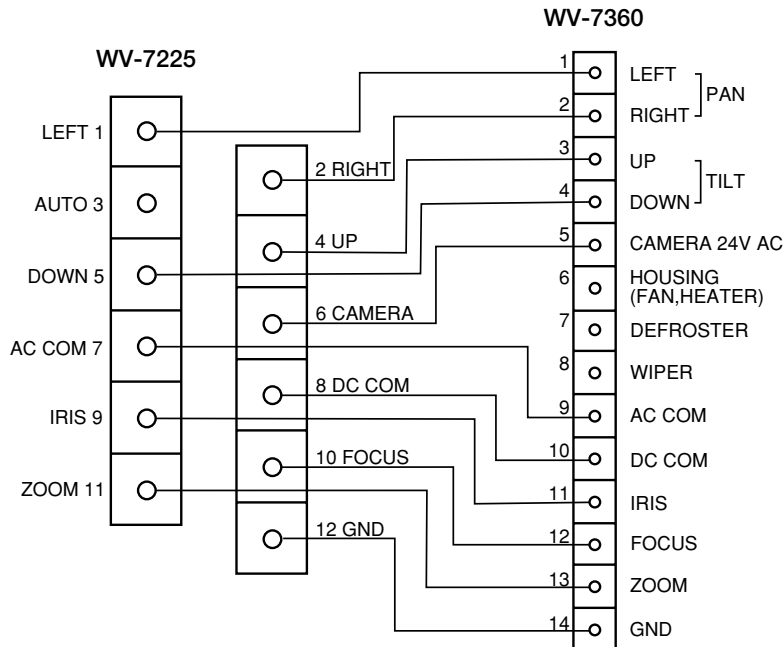 WV-7360
WV-7225
1 LEFT
2 RIGHT
PAN
3 UP
4 DOWN
TILT
5 CAMERA 24V AC
6 HOUSING
(FAN,HEATER)
7 DEFROSTER
8 WIPER
9 AC COM
10 DC COM
11 IRIS
12 FOCUS
13 ZOOM
14 GND
LEFT 1
AUTO 3
DOWN 5
AC COM 7
IRIS 9
ZOOM 11
2 RIGHT
4 UP
6 CAMERA
8 DC COM
10 FOCUS
12 GND